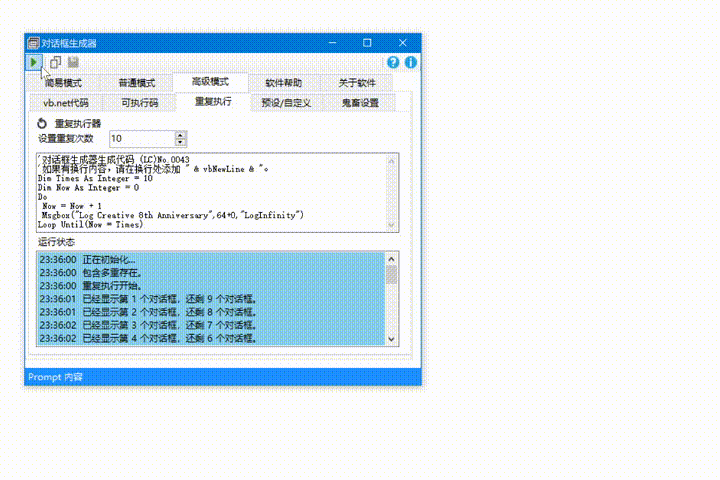 对话框生成器
简易模式 普通模式 高级模式 软件帮助 关于软件
vb.net代码 可执行码 重复执行 预设/自定义 鬼畜设置
重复执行器
设置重复次数 10
'对话框生成器生成代码 (LC)No.0043
'如果有换行内容，请在换行处添加 " & vbNewLine & "。
Dim Times As Integer = 10
Dim Now As Integer = 0
Do
Now = Now + 1
Msgbox("Log Creative 8th Anniversary",64+0,"LogInfinity")
Loop Until(Now = Times)
运行状态
23:36:00 正在初始化...
23:36:00 包含多重存在。
23:36:00 重复执行开始。
23:36:01 已经显示第 1 个对话框，还剩 9 个对话框。
23:36:01 已经显示第 2 个对话框，还剩 8 个对话框。
23:36:02 已经显示第 3 个对话框，还剩 7 个对话框。
23:36:02 已经显示第 4 个对话框，还剩 6 个对话框。
Prompt 内容